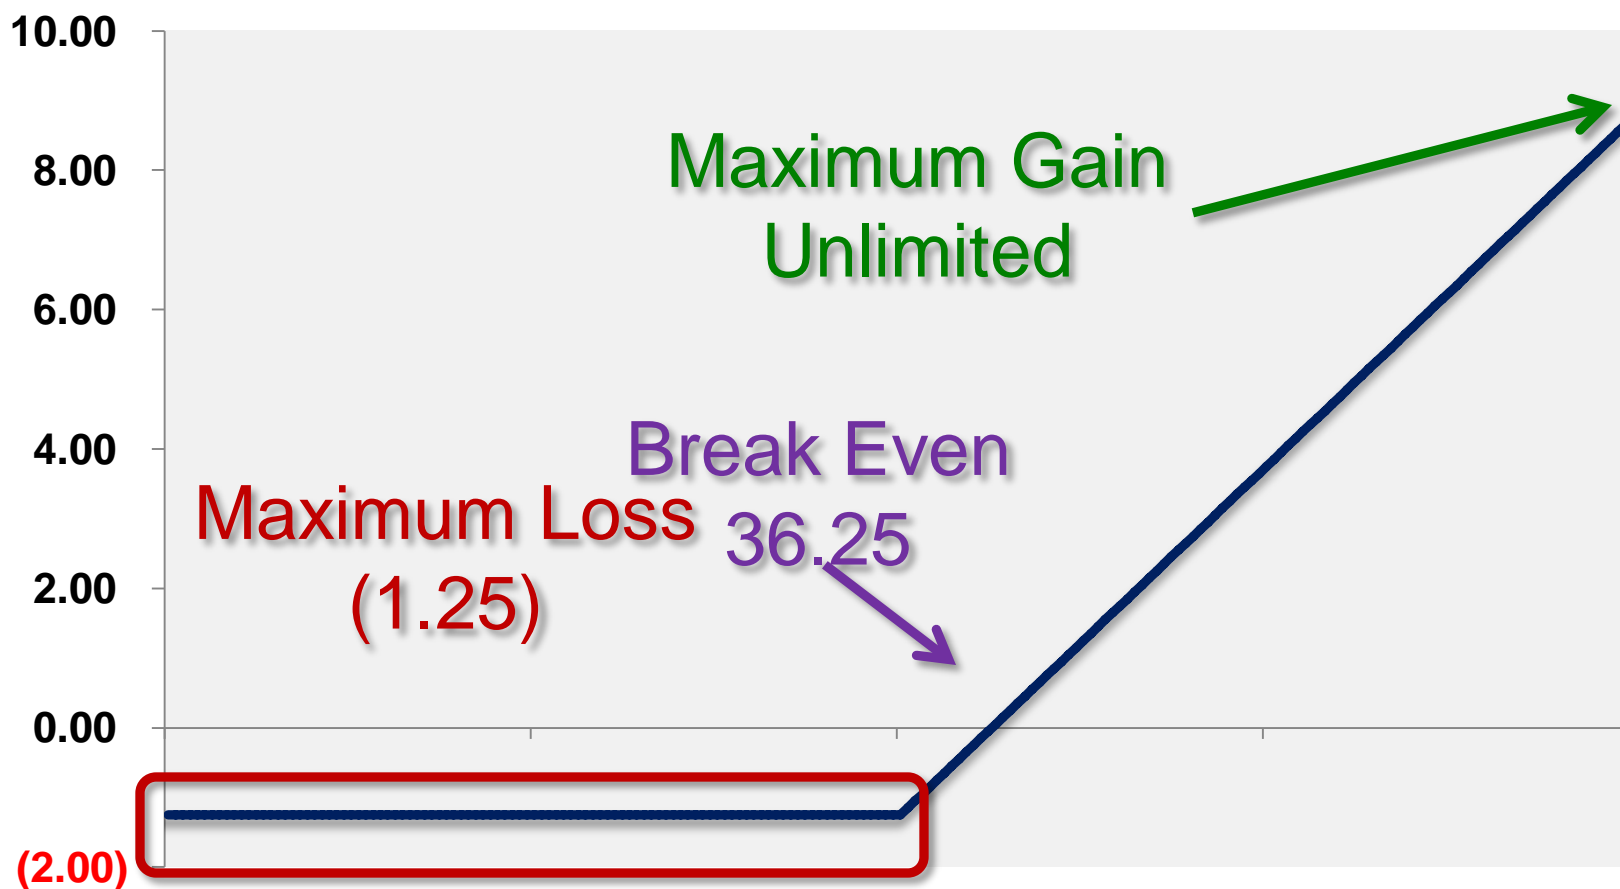 10.00
8.00
6.00
4.00
2.00
0.00
(2.00)
Maximum Gain
Unlimited
Break Even
36.25
Maximum Loss
(1.25)